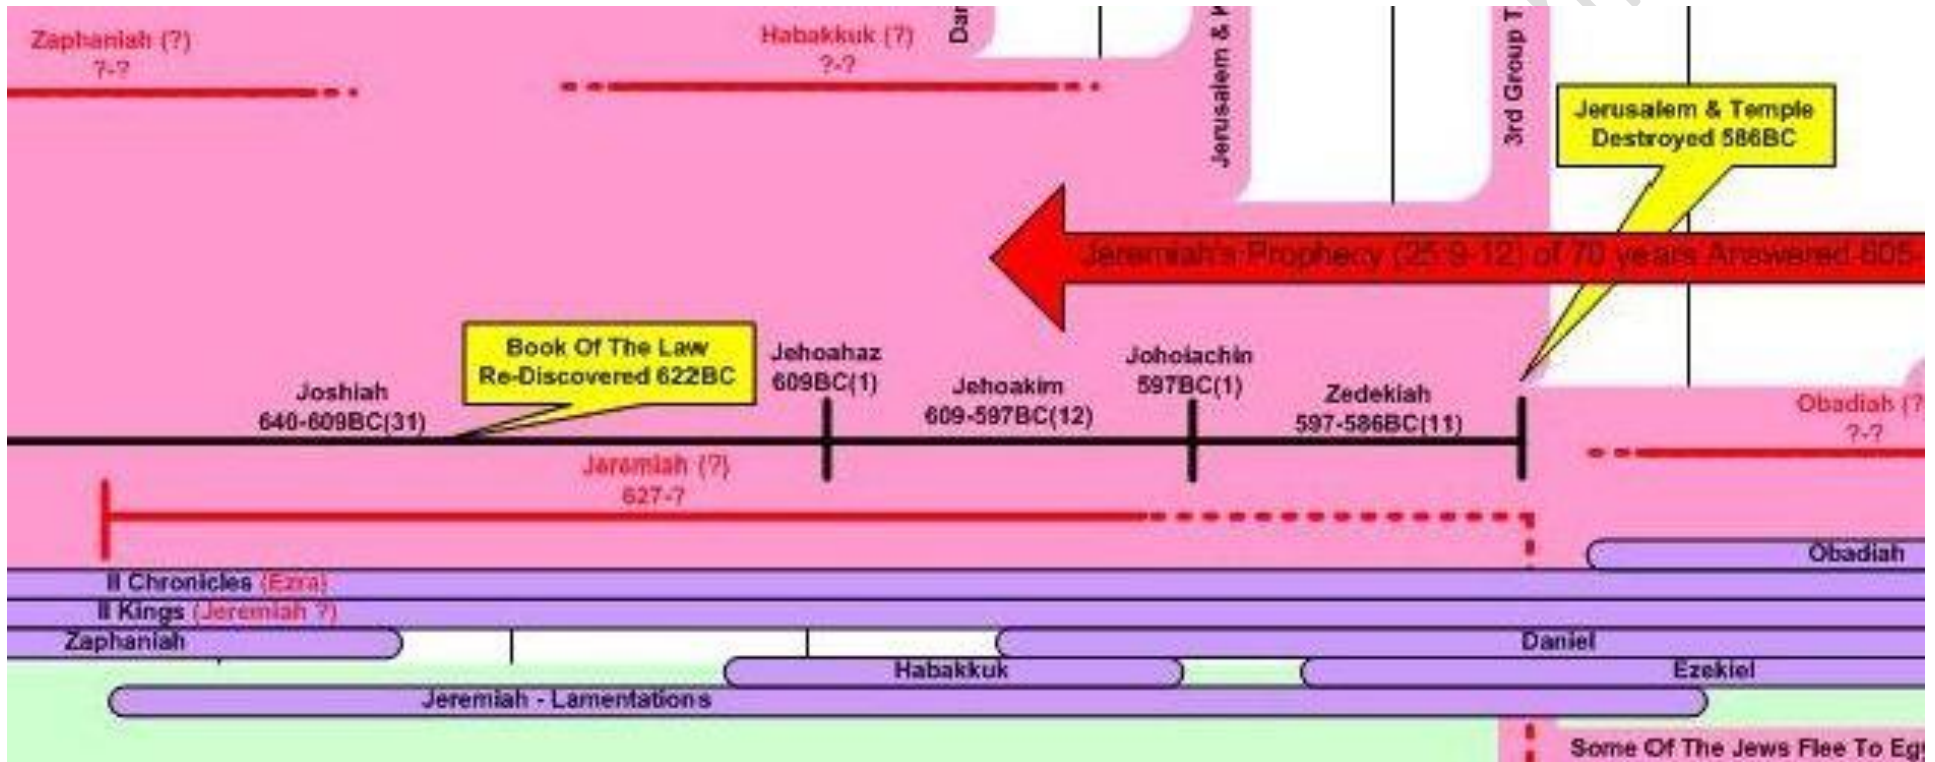 Zaphaniah (?)
?-?
Habakkuk (?)
?-?
Jerusalem &
3rd Group
Jerusalem & Temple
Destroyed 586BC
Jeremiah's Prophecy (25:9-12) of 70 years Answered 605-
Book Of The Law
Re-Discovered 622BC
Joshiah
640-609BC(31)
Jehoahaz
609BC(1)
Jehoakim
609-597BC(12)
Johoiachin
597BC(1)
Zedekiah
597-586BC(11)
Obadiah (?
?-?
Jeremiah (?)
627-?
Obadiah
II Chronicles (Ezra)
II Kings (Jeremiah ?)
Zaphaniah
Daniel
Habakkuk
Ezekiel
Jeremiah - Lamentations
Some Of The Jews Flee To